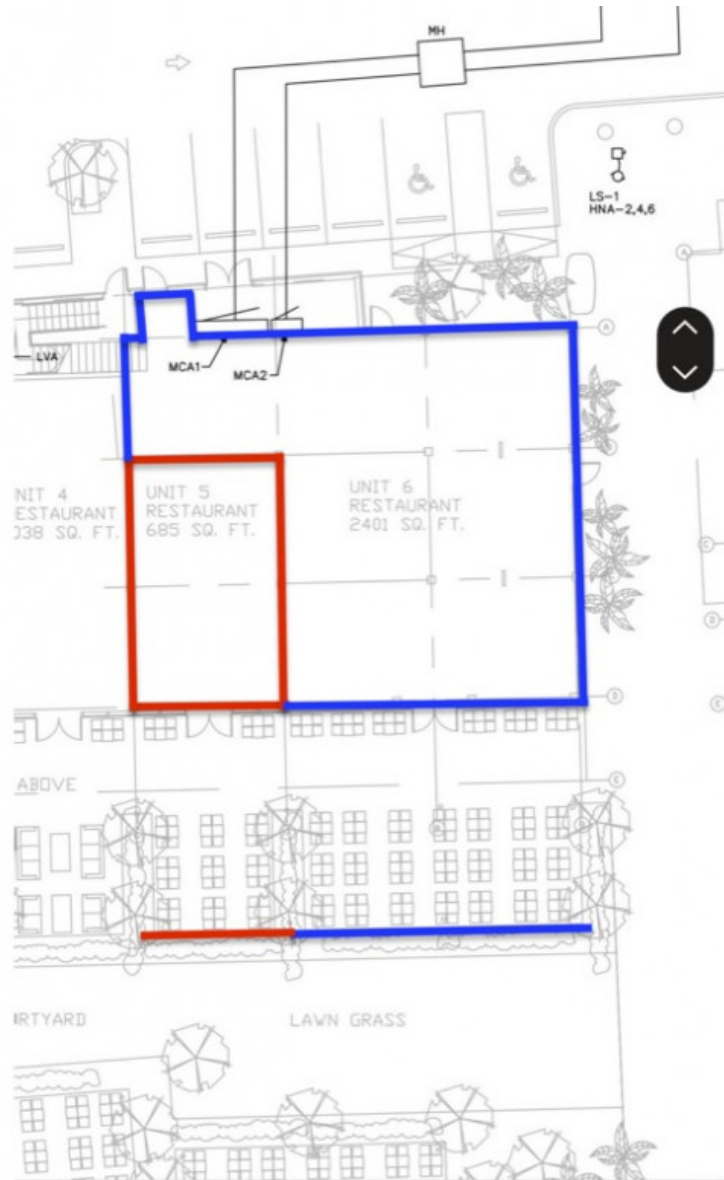 MH
LS-1
HNA-2,4,6
A
A
LVA
MCA1
MCA2
NIT 4
ESTAURANT
038 SQ. FT.
UNIT 5
RESTAURANT
685 SQ. FT.
UNIT 6
RESTAURANT
2401 SQ. FT.
C
D
D
E
E
ABOVE
RTYARD
LAWN GRASS